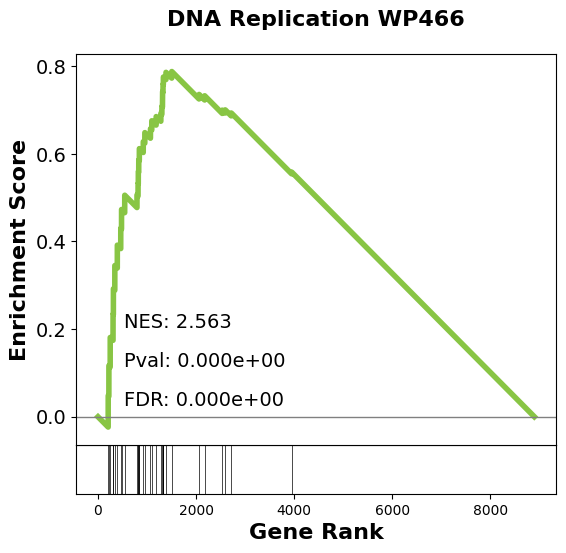 DNA Replication WP466
Enrichment Score
0.8
0.6
0.4
0.2
0.0
NES: 2.563
Pval: 0.000e+00
FDR: 0.000e+00
0 2000 4000 6000 8000
Gene Rank